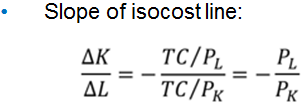 • Slope of isocost line:
ΔK/ΔL = − TC/P_L / TC/P_K = − P_L/P_K